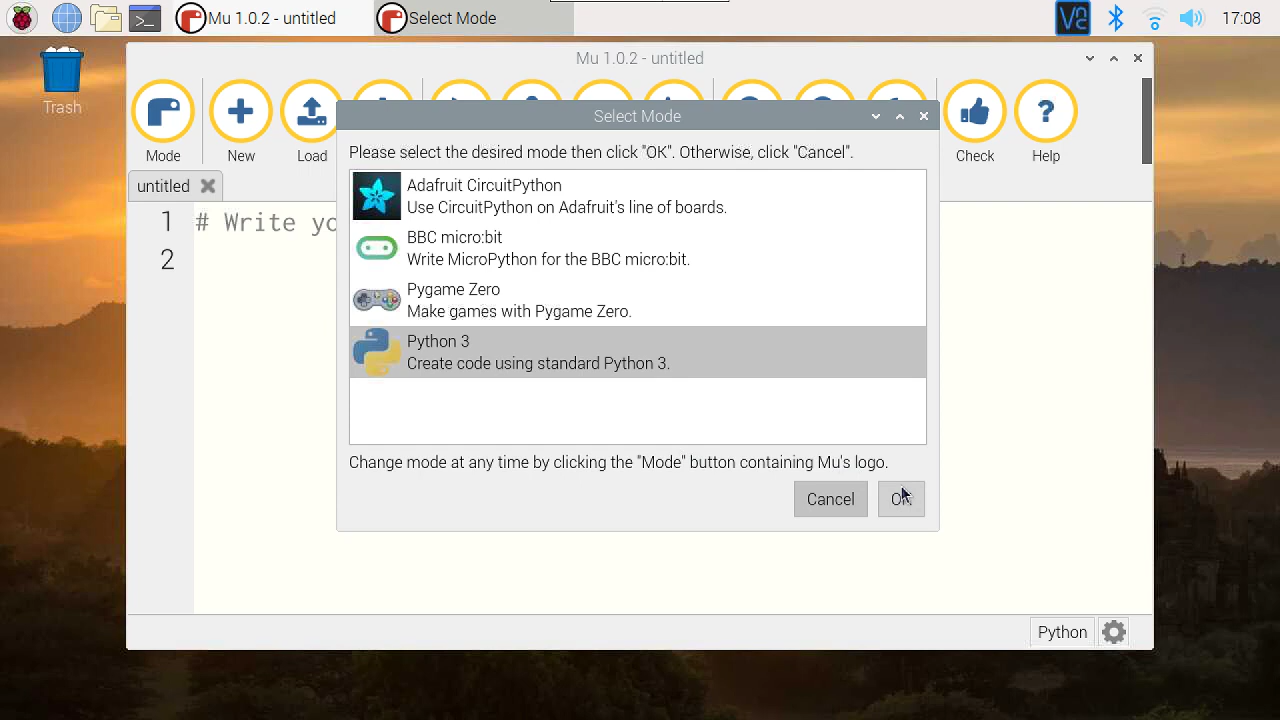 Mu 1.0.2 - untitled
Select Mode
17:08
Trash
Mu 1.0.2 - untitled
Mode
New
Load
Check
Help
untitled
1 # Write
2
Select Mode
Please select the desired mode then click "OK". Otherwise, click "Cancel".
Adafruit CircuitPython
Use CircuitPython on Adafruit's line of boards.
BBC micro:bit
Write MicroPython for the BBC micro:bit.
Pygame Zero
Make games with Pygame Zero.
Python 3
Create code using standard Python 3.
Change mode at any time by clicking the "Mode" button containing Mu's logo.
Cancel
OK
Python